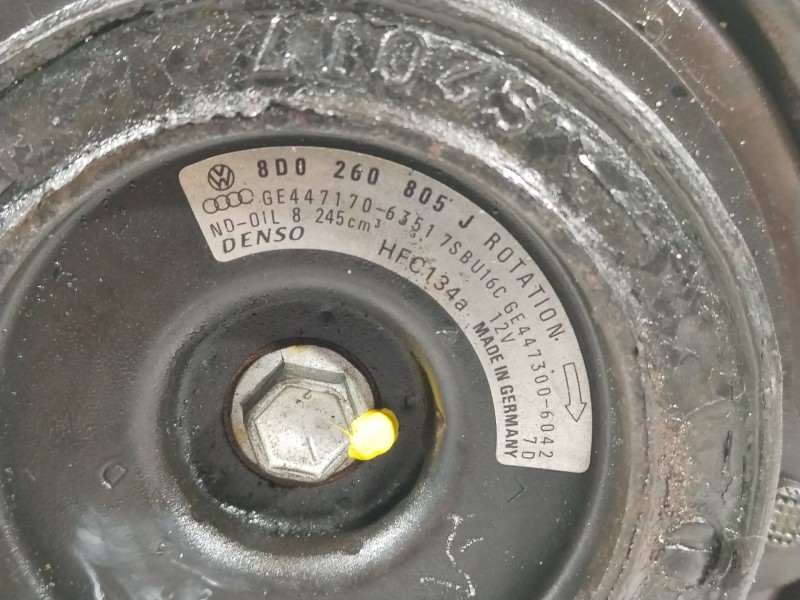 8D0 260 805 J ROTATION
GE447170-6351 7SBU16C GE447300-6042
ND-OIL 8 245cm³ 12V 7D
DENSO HFC134a MADE IN GERMANY